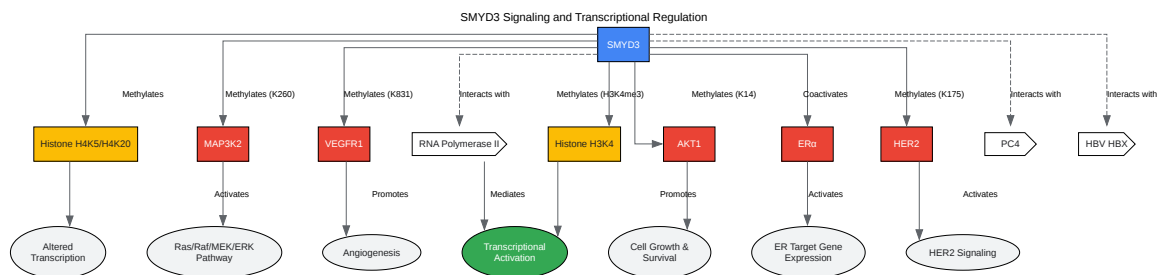 SMYD3 Signaling and Transcriptional Regulation
SMYD3
Methylates
Methylates (K260)
Methylates (K831)
Interacts with
Methylates (H3K4me3)
Methylates (K14)
Coactivates
Methylates (K175)
Interacts with
Interacts with
Histone H4K5/H4K20
MAP3K2
VEGFR1
RNA Polymerase II
Histone H3K4
AKT1
ERα
HER2
PC4
HBV HBX
Activates
Promotes
Mediates
Promotes
Activates
Activates
Altered
Transcription
Ras/Raf/MEK/ERK
Pathway
Angiogenesis
Transcriptional
Activation
Cell Growth &
Survival
ER Target Gene
Expression
HER2 Signaling